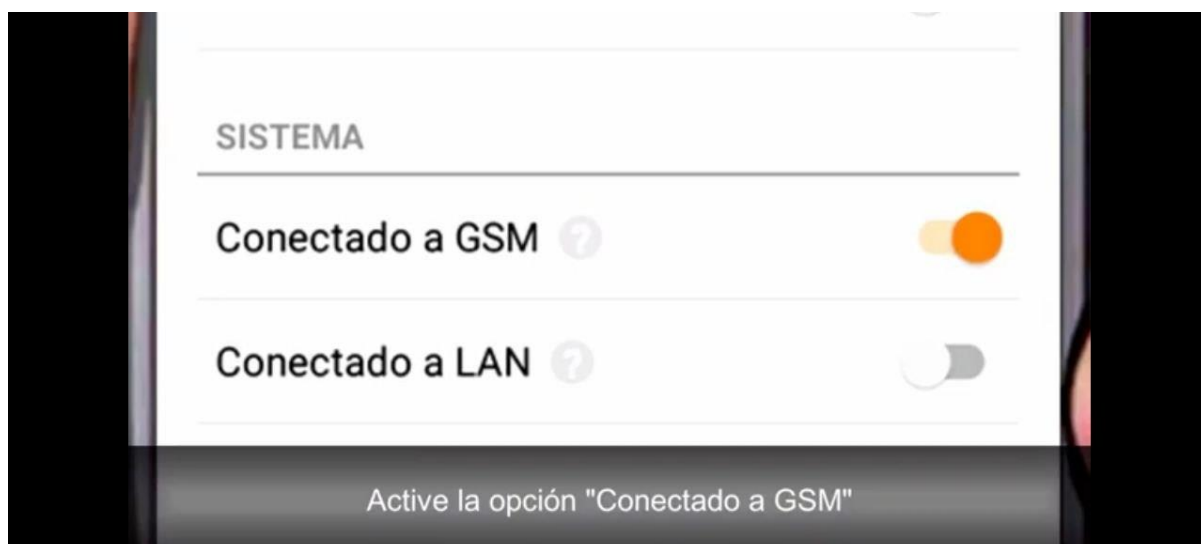 SISTEMA
Conectado a GSM ?
Conectado a LAN ?
Active la opción "Conectado a GSM"